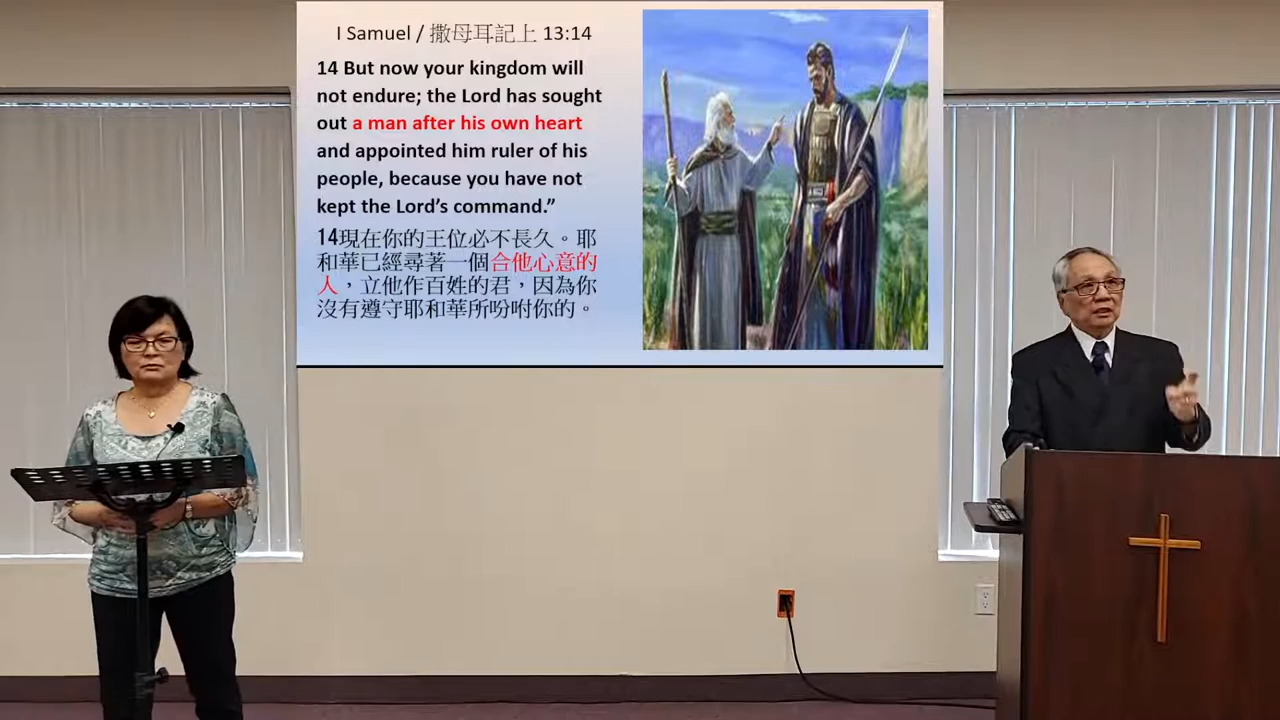 I Samuel / 撒母耳記上 13:14
14 But now your kingdom will
not endure; the Lord has sought
out a man after his own heart
and appointed him ruler of his
people, because you have not
kept the Lord’s command.”
14現在你的王位必不長久。耶
和華已經尋著一個合他心意的
人，立他作百姓的君，因為你
沒有遵守耶和華所吩咐你的。